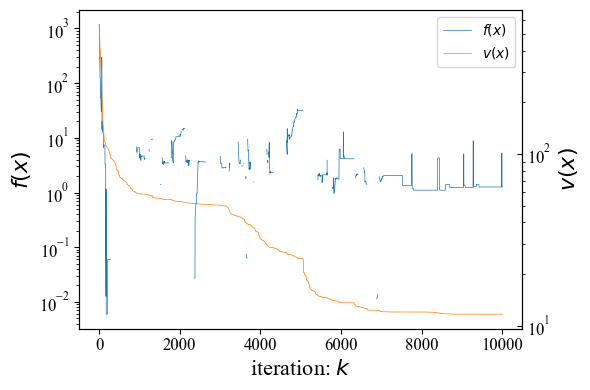 10³
f(x)
v(x)
10²
10¹
10⁰
10⁻¹
10⁻²
f(x)
10²
10¹
v(x)
0 2000 4000 6000 8000 10000
iteration: k